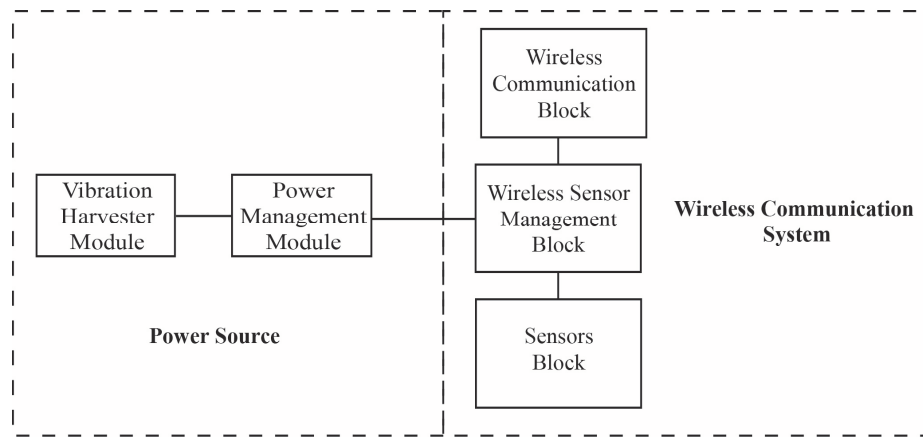 Vibration
Harvester
Module
Power
Management
Module
Power Source
Wireless
Communication
Block
Wireless Sensor
Management
Block
Sensors
Block
Wireless Communication
System